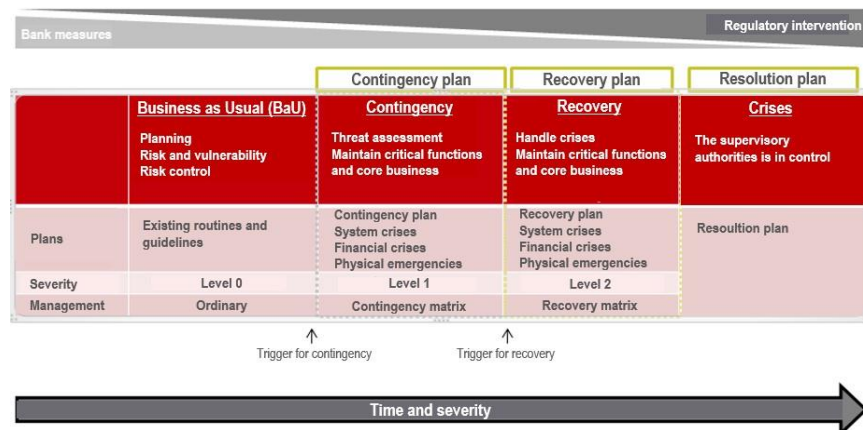 Regulatory intervention
Bank measures
Contingency plan
Recovery plan
Resolution plan
Business as Usual (BaU)
Planning
Risk and vulnerability
Risk control
Contingency
Threat assessment
Maintain critical functions
and core business
Recovery
Handle crises
Maintain critical functions
and core business
Crises
The supervisory
authorities is in control
Plans
Existing routines and
guidelines
Contingency plan
System crises
Financial crises
Physical emergencies
Recovery plan
System crises
Financial crises
Physical emergencies
Resoultion plan
Severity
Level 0
Level 1
Level 2
Management
Ordinary
Contingency matrix
Recovery matrix
Trigger for contingency
Trigger for recovery
Time and severity